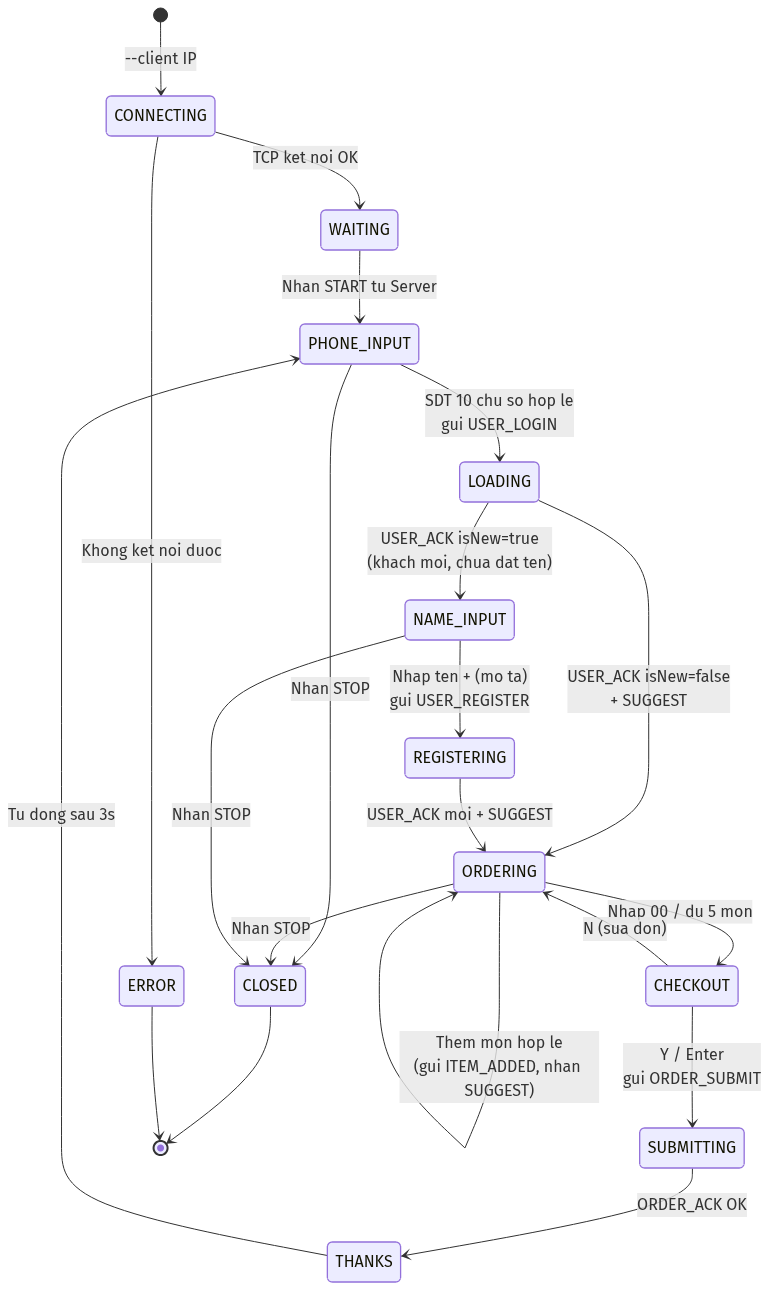 --client IP
CONNECTING
TCP ket noi OK
WAITING
Nhan START tu Server
PHONE_INPUT
SDT 10 chu so hop le
gui USER_LOGIN
LOADING
USER_ACK isNew=true
(khach moi, chua dat ten)
Khong ket noi duoc
NAME_INPUT
Nhap ten + (mo ta)
gui USER_REGISTER
Nhan STOP
USER_ACK isNew=false
+ SUGGEST
REGISTERING
Tu dong sau 3s
Nhan STOP
USER_ACK moi + SUGGEST
ORDERING
Nhap 00 / du 5 mon
Nhan STOP
N (sua don)
ERROR
CLOSED
CHECKOUT
Them mon hop le
(gui ITEM_ADDED, nhan
SUGGEST)
Y / Enter
gui ORDER_SUBMIT
SUBMITTING
ORDER_ACK OK
THANKS